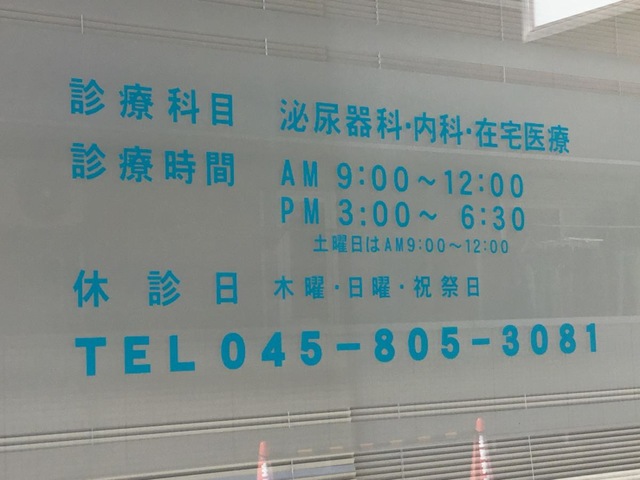 診療科目 泌尿器科・内科・在宅医療
診療時間 AM 9:00～12:00
PM 3:00～ 6:30
土曜日はAM9:00～12:00
休診日 木曜・日曜・祝祭日
TEL 045-805-3081